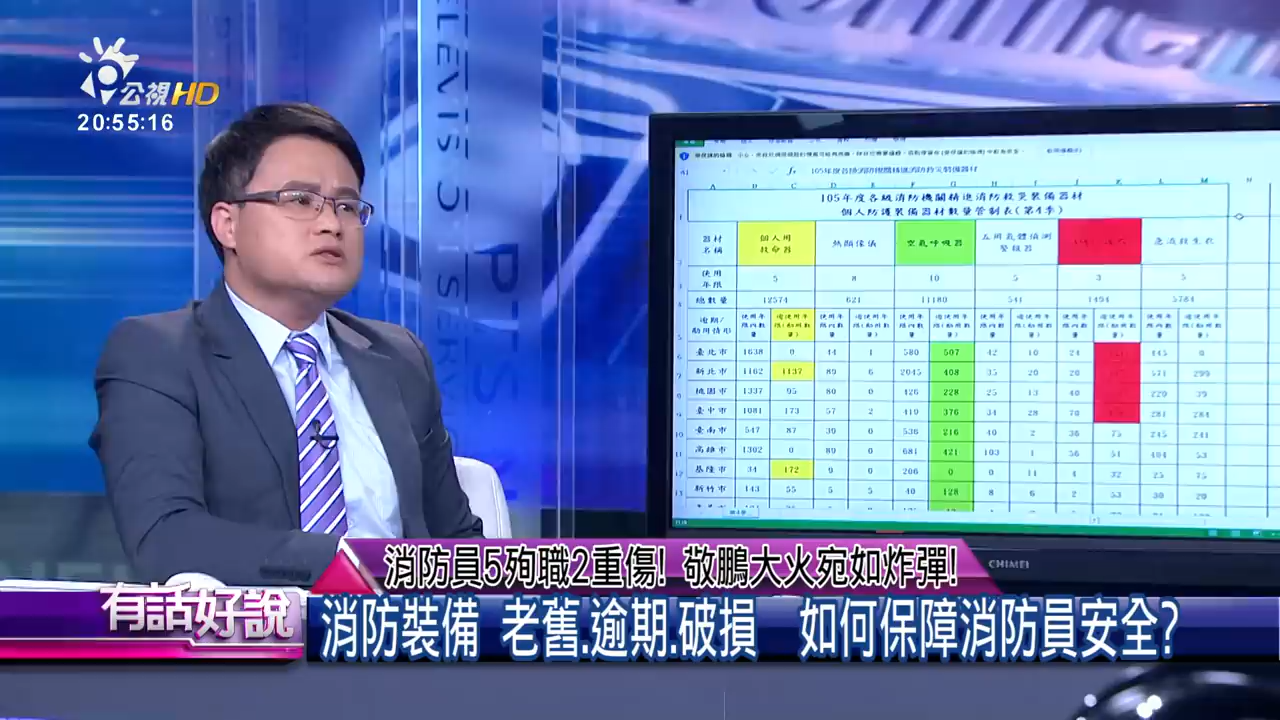 公視HD
20:55:16
ELEVISI
PTS
105年度各級消防機關精進消防救災裝備器材
個人防護裝備器材數量管制表(第4季)
器材名稱 個人用救命器 熱顯像儀 空氣呼吸器 五用氣體偵測警報器 急流救生衣
使用年限 5 8 10 5 3 5
總數量 12574 621 11180 541 1494 5784
臺北市 1638 0 44 1 580 507 42 10 24 445 0
新北市 1162 1137 89 6 2045 408 35 20 20 571 299
桃園市 1337 95 80 0 426 228 25 13 40 220 39
臺中市 1081 173 57 2 410 376 34 28 70 281 284
臺南市 547 87 39 0 536 216 40 2 36 75 245 241
高雄市 1302 0 89 0 681 421 103 1 56 51 404 53
基隆市 34 172 9 0 206 0 0 11 4 32 25 75
新竹市 143 55 5 5 40 128 8 6 2 53 30 20
CHIMEI
消防員5殉職2重傷! 敬鵬大火宛如炸彈!
有話好說
消防裝備 老舊.逾期.破損 如何保障消防員安全?